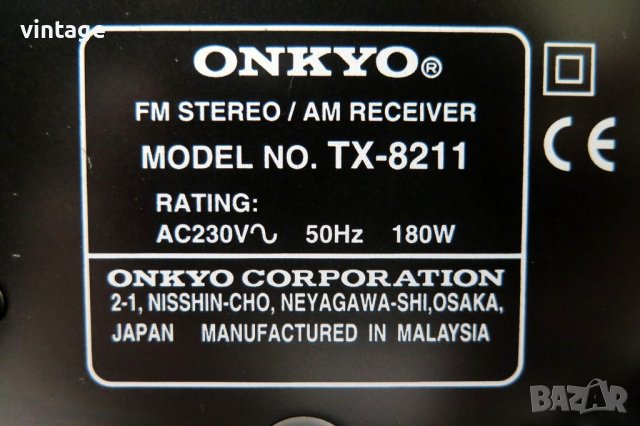 vintage
ONKYO®
FM STEREO / AM RECEIVER
MODEL NO. TX-8211
RATING:
AC230V∿ 50Hz 180W
ONKYO CORPORATION
2-1, NISSHIN-CHO, NEYAGAWA-SHI,OSAKA,
JAPAN MANUFACTURED IN MALAYSIA
CE
BAZAR